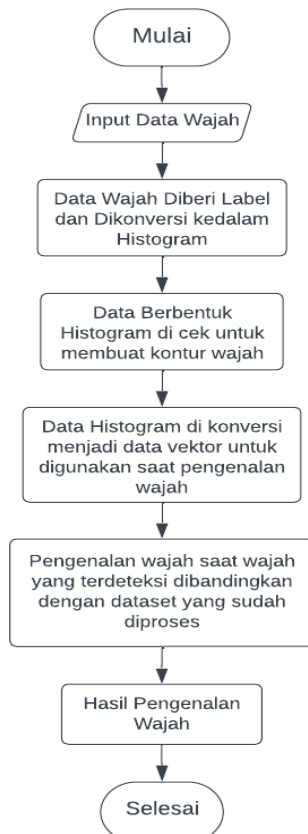 Mulai
Input Data Wajah
Data Wajah Diberi Label
dan Dikonversi kedalam
Histogram
Data Berbentuk
Histogram di cek untuk
membuat kontur wajah
Data Histogram di konversi
menjadi data vektor untuk
digunakan saat pengenalan
wajah
Pengenalan wajah saat wajah
yang terdeteksi dibandingkan
dengan dataset yang sudah
diproses
Hasil Pengenalan
Wajah
Selesai